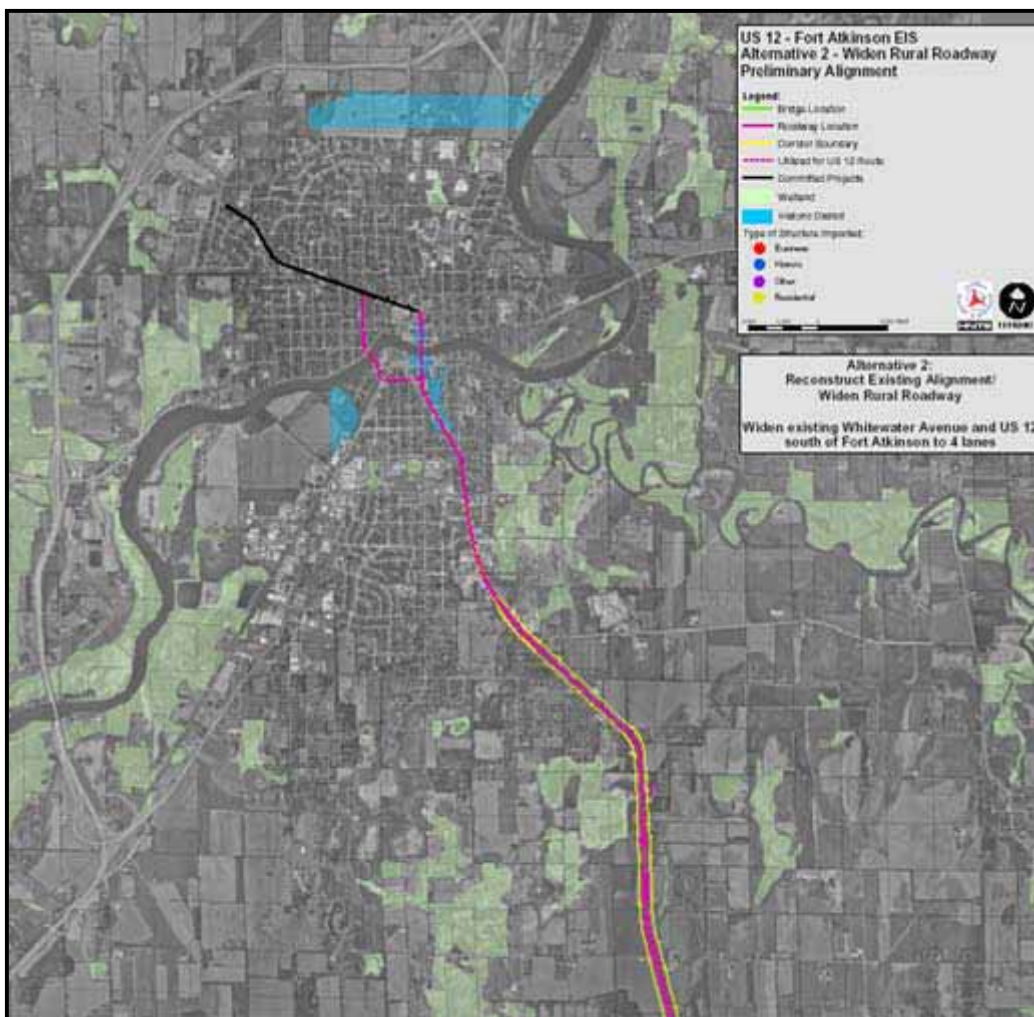 US 12 - Fort Atkinson EIS
Alternative 2 - Widen Rural Roadway
Preliminary Alignment
Legend:
Bridge Location
Roadway Location
Corridor Boundary
Utilized for US 12 Route
Committed Projects
Wetland
Historic District
Type of Structure Impacted:
Business
Historic
Other
Residential
N
HNTB
Alternative 2:
Reconstruct Existing Alignment/
Widen Rural Roadway
Widen existing Whitewater Avenue and US 12
south of Fort Atkinson to 4 lanes